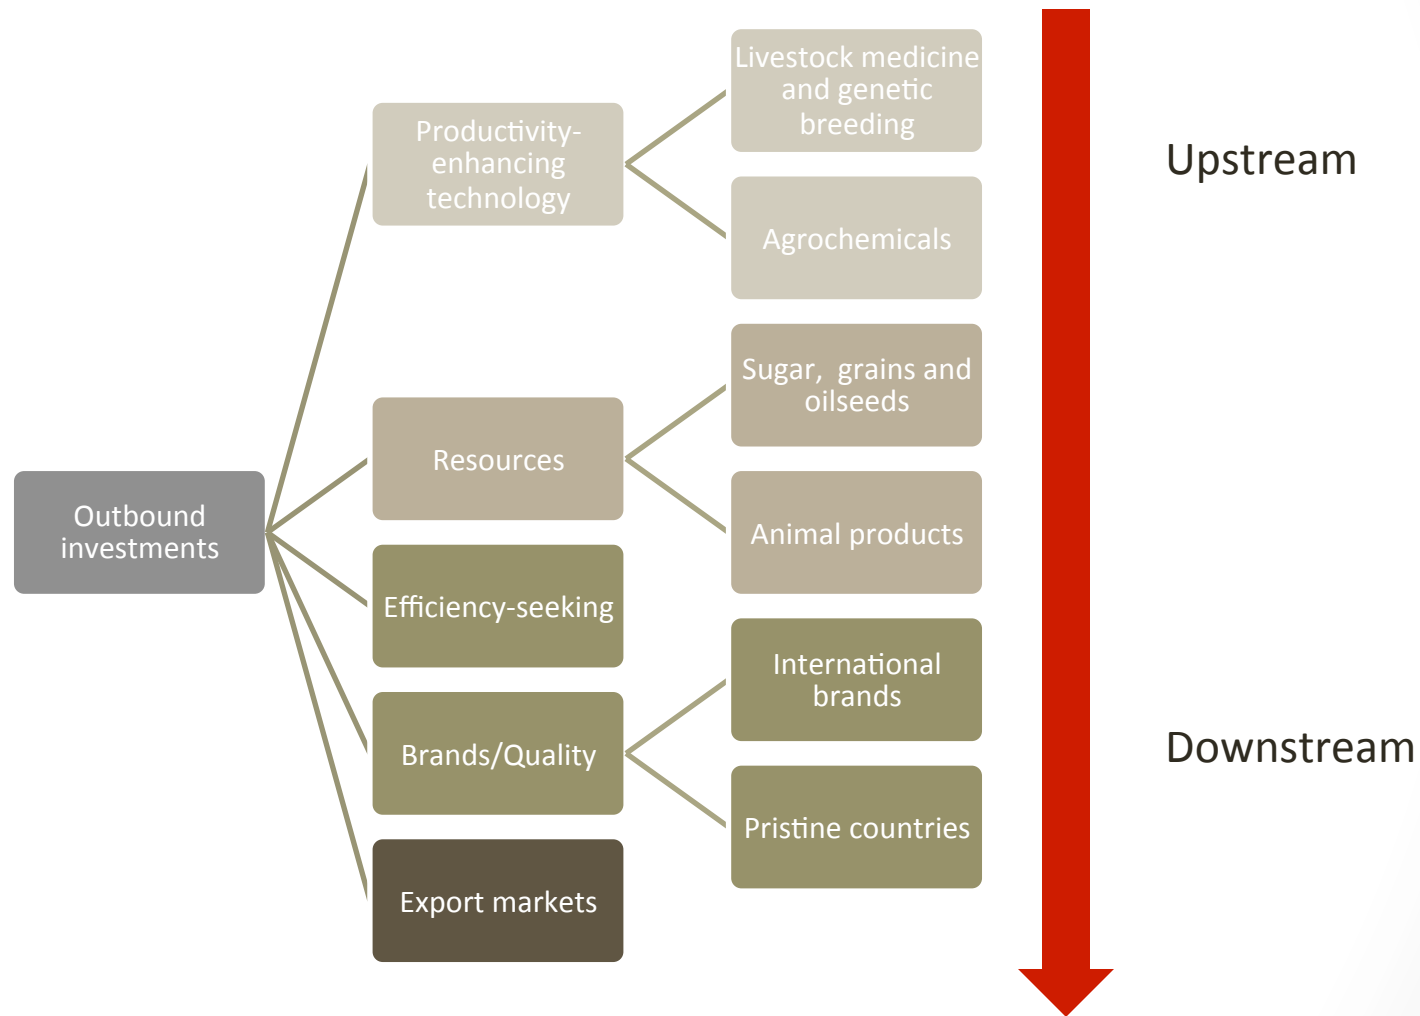 Outbound
investments
Productivity-
enhancing
technology
Livestock medicine
and genetic
breeding
Agrochemicals
Resources
Sugar, grains and
oilseeds
Animal products
Efficiency-seeking
Brands/Quality
International
brands
Pristine countries
Export markets
Upstream
Downstream